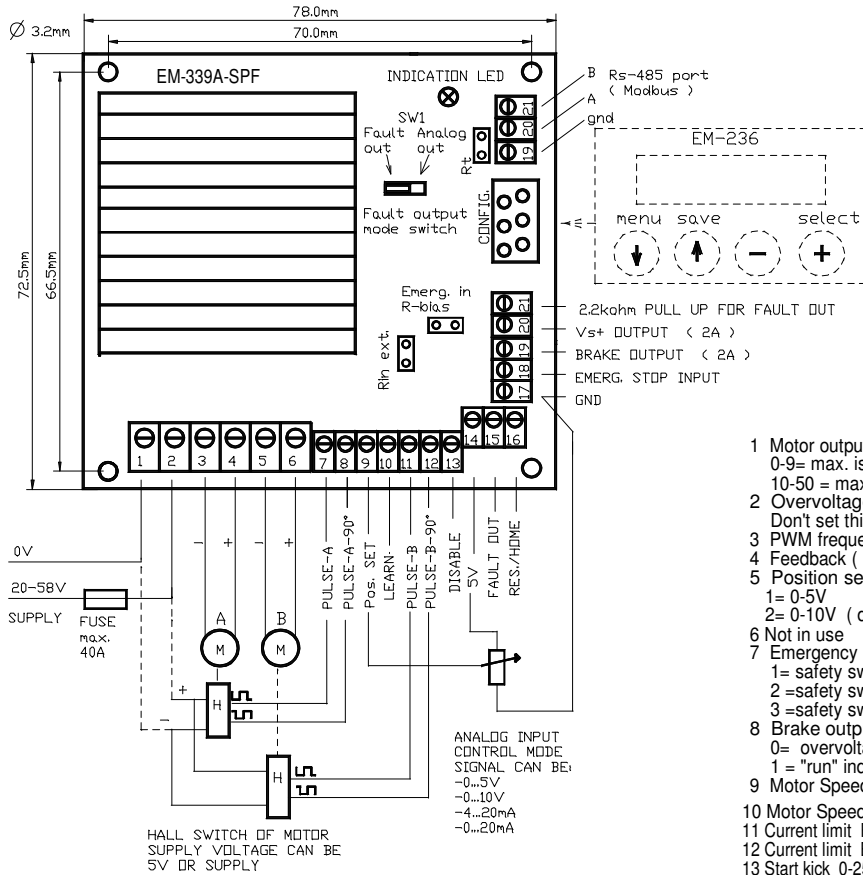 78.0mm
Ø 3.2mm
70.0mm
EM-339A-SPF
INDICATION LED
SW1
Fault Analog
out out
Fault output
mode switch
Rt
CONFIG.
21
20
19
B Rs-485 port
( Modbus )
A
gnd
EM-236
menu save select
- +
72.5mm
66.5mm
Emerg. in
R-bias
Rin ext.
21
20
19
18
17
2.2kohm PULL UP FOR FAULT OUT
Vs+ OUTPUT ( 2A )
BRAKE OUTPUT ( 2A )
EMERG. STOP INPUT
GND
14 15 16
1 2 3 4 5 6 7 8 9 10 11 12 13
0V
20-58V
SUPPLY
FUSE
max.
40A
- + - +
A B
M M
PULSE-A
PULSE-A-90°
Pos. SET
LEARN.
PULSE-B
PULSE-B-90°
DISABLE
5V
FAULT OUT
RES./HOME
+
-
H
H
HALL SWITCH OF MOTOR
SUPPLY VOLTAGE CAN BE
5V OR SUPPLY
ANALOG INPUT
CONTROL MODE
SIGNAL CAN BE:
-0...5V
-0...10V
-4...20mA
-0...20mA
1 Motor outpu
0-9= max. is
10-50 = max
2 Overvoltag
Don't set thi
3 PWM freque
4 Feedback (
5 Position se
1= 0-5V
2= 0-10V ( c
6 Not in use
7 Emergency
1= safety sw
2 =safety sw
3 =safety sw
8 Brake outp
0= overvolta
1 = "run" ind
9 Motor Speed
10 Motor Speed
11 Current limit
12 Current limit
13 Start kick 0-2